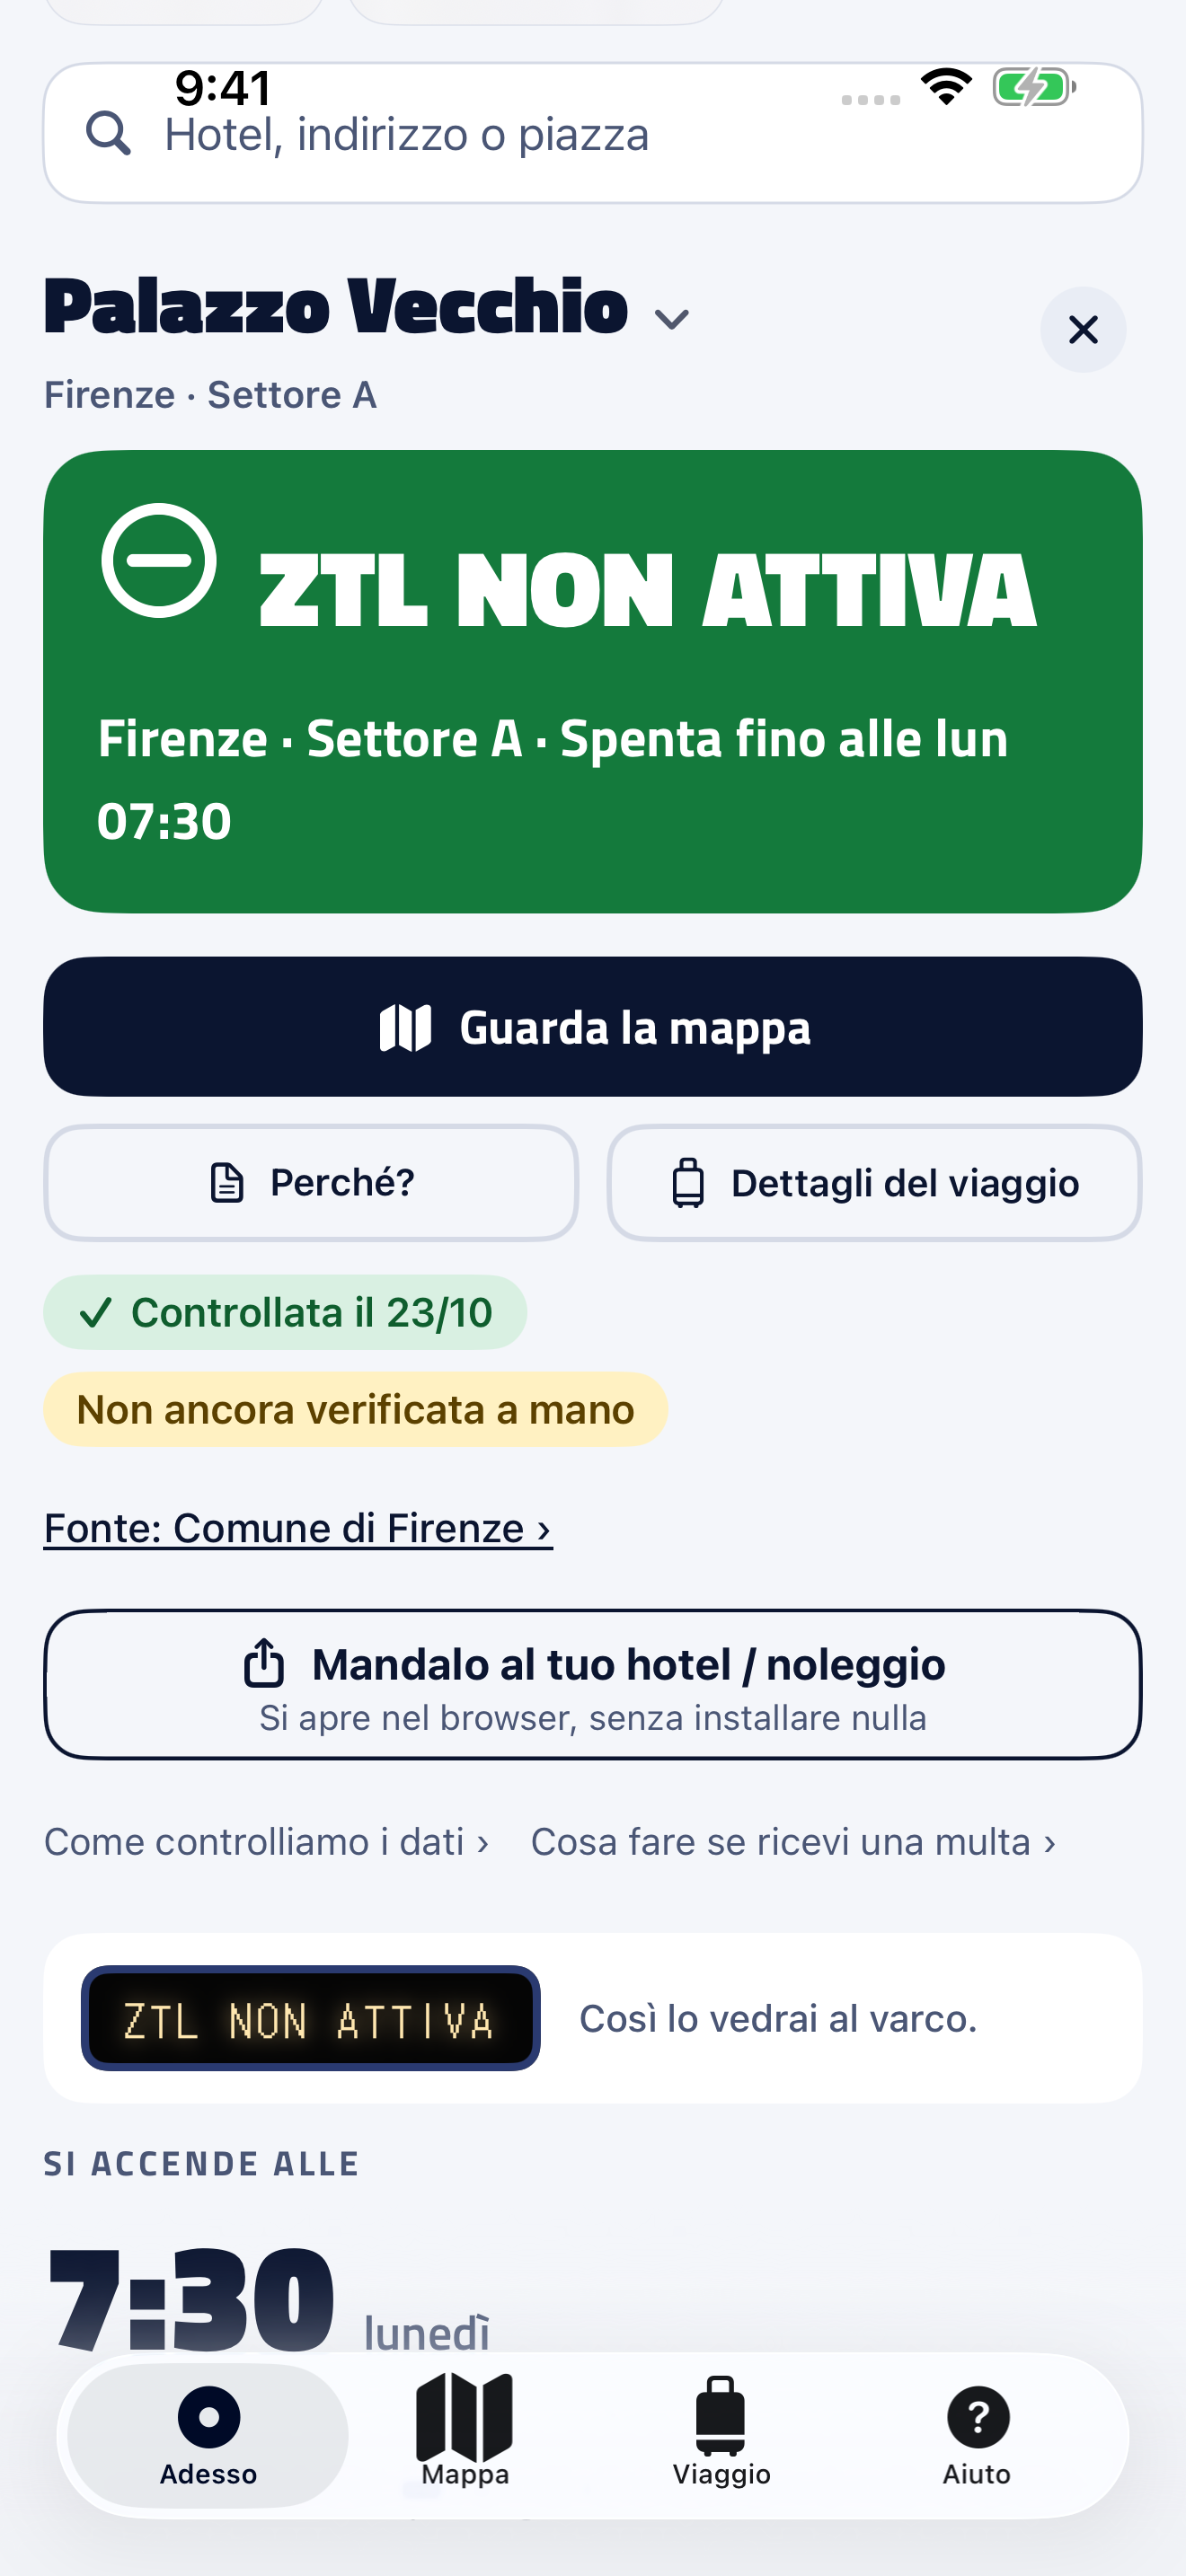 9:41
Hotel, indirizzo o piazza
Palazzo Vecchio
Firenze · Settore A
ZTL NON ATTIVA
Firenze · Settore A · Spenta fino alle lun
07:30
Guarda la mappa
Perché?
Dettagli del viaggio
Controllata il 23/10
Non ancora verificata a mano
Fonte: Comune di Firenze ›
Mandalo al tuo hotel / noleggio
Si apre nel browser, senza installare nulla
Come controlliamo i dati ›
Cosa fare se ricevi una multa ›
ZTL NON ATTIVA
Così lo vedrai al varco.
SI ACCENDE ALLE
7:30 lunedì
Adesso
Mappa
Viaggio
Aiuto